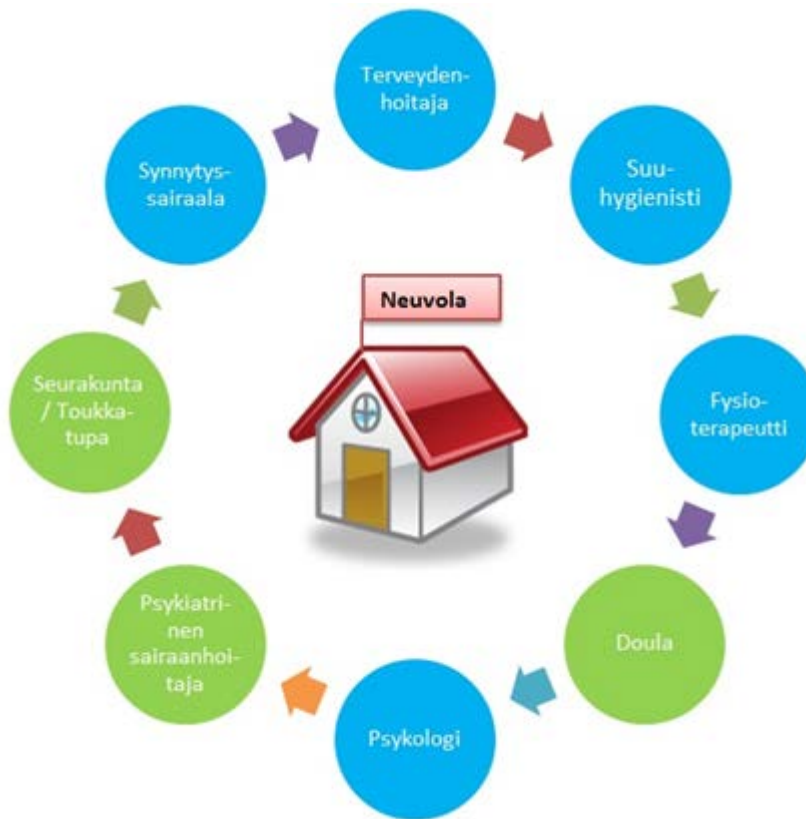 Terveyden-
hoitaja
Suu-
hygienisti
Fysio-
terapeutti
Doula
Psykologi
Psykiatri-
nen
sairaanhoi-
taja
Seurakunta
/ Toukka-
tupa
Synnytys-
sairaala
Neuvola